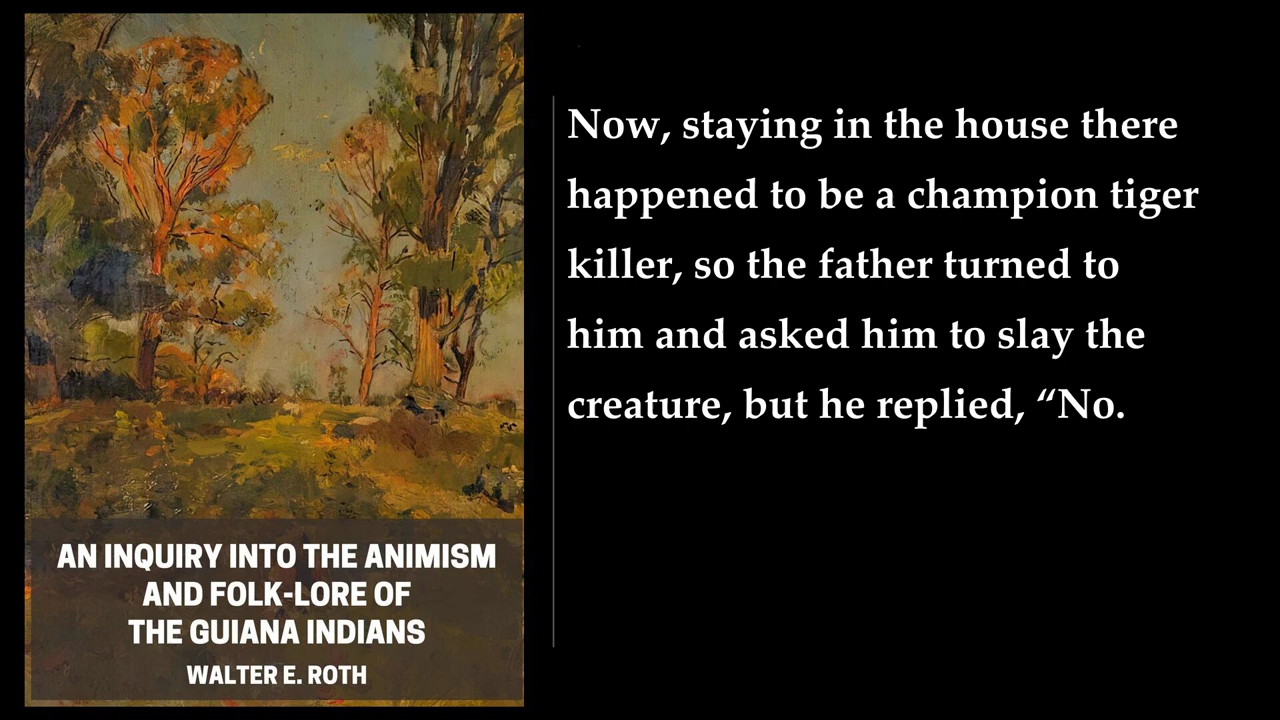 Now, staying in the house there
happened to be a champion tiger
killer, so the father turned to
him and asked him to slay the
creature, but he replied, “No.
AN INQUIRY INTO THE ANIMISM
AND FOLK-LORE OF
THE GUIANA INDIANS
WALTER E. ROTH